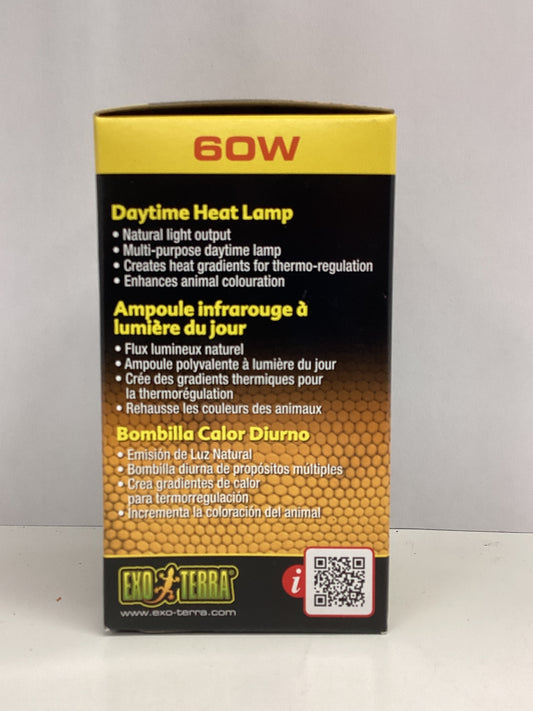 60W
Daytime Heat Lamp
• Natural light output
• Multi-purpose daytime lamp
• Creates heat gradients for thermo-regulation
• Enhances animal colouration
Ampoule infrarouge à
lumière du jour
• Flux lumineux naturel
• Ampoule polyvalente à lumière du jour
• Crée des gradients thermiques pour
la thermorégulation
• Rehausse les couleurs des animaux
Bombilla Calor Diurno
• Emisión de Luz Natural
• Bombilla diurna de propósitos múltiples
• Crea gradientes de calor
para termorregulación
• Incrementa la coloración del animal
EXO TERRA®
i
www.exo-terra.com